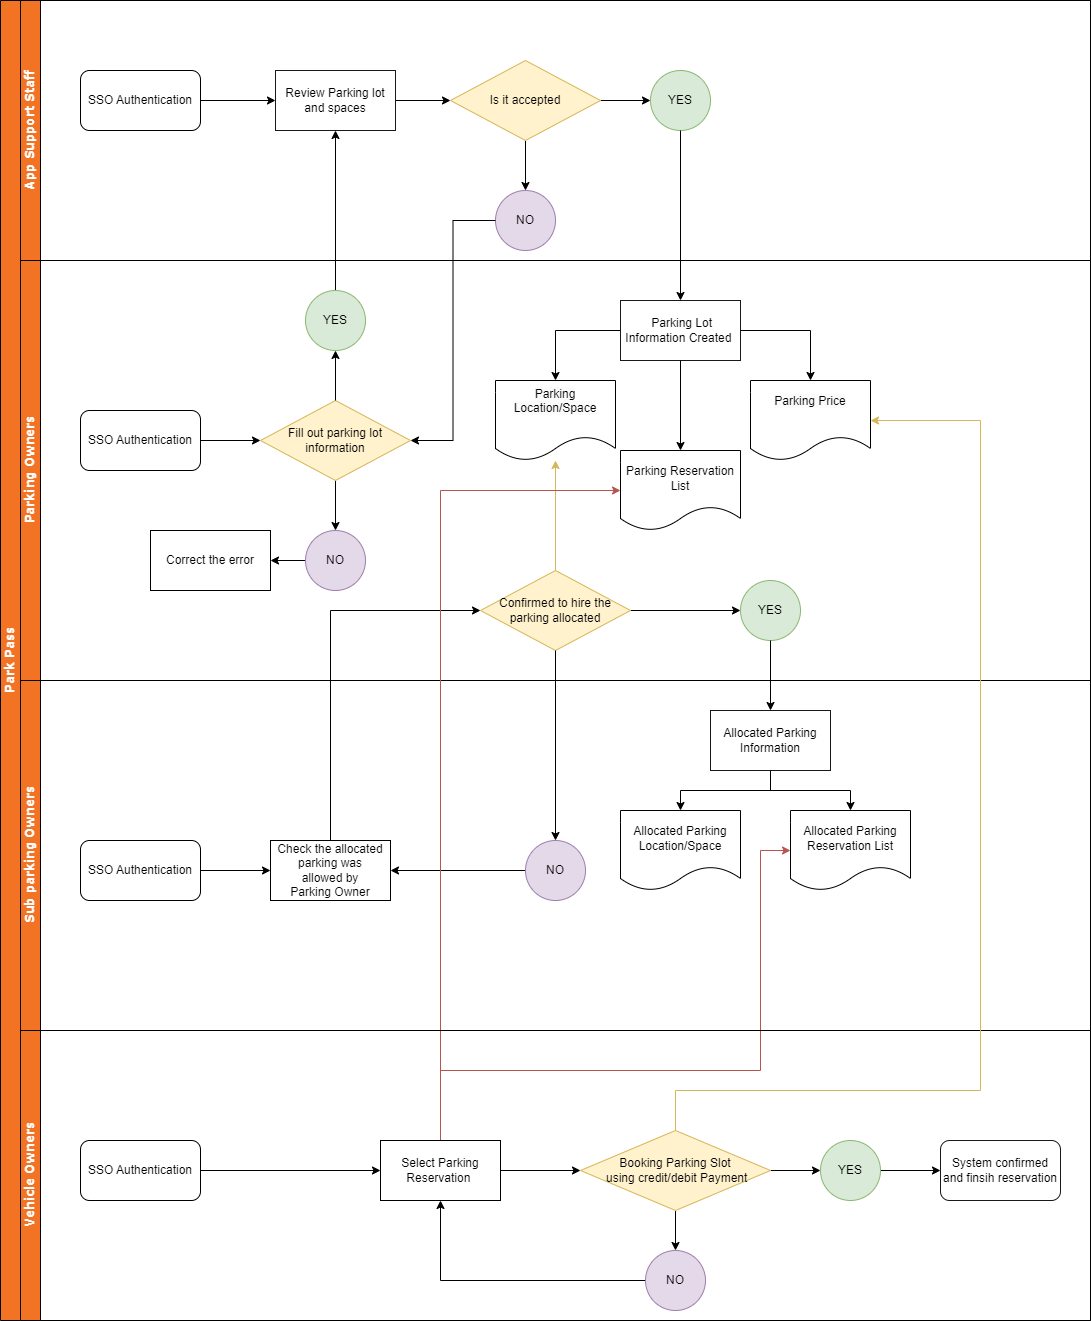 Park Pass
App Support Staff
SSO Authentication
Review Parking lot
and spaces
Is it accepted
YES
NO
Parking Owners
YES
SSO Authentication
Fill out parking lot
information
NO
Correct the error
Parking Lot
Information Created
Parking
Location/Space
Parking Price
Parking Reservation
List
Confirmed to hire the
parking allocated
YES
Sub parking Owners
Allocated Parking
Information
Allocated Parking
Location/Space
Allocated Parking
Reservation List
SSO Authentication
Check the allocated
parking was
allowed by
Parking Owner
NO
Vehicle Owners
SSO Authentication
Select Parking
Reservation
Booking Parking Slot
using credit/debit Payment
YES
System confirmed
and finsih reservation
NO